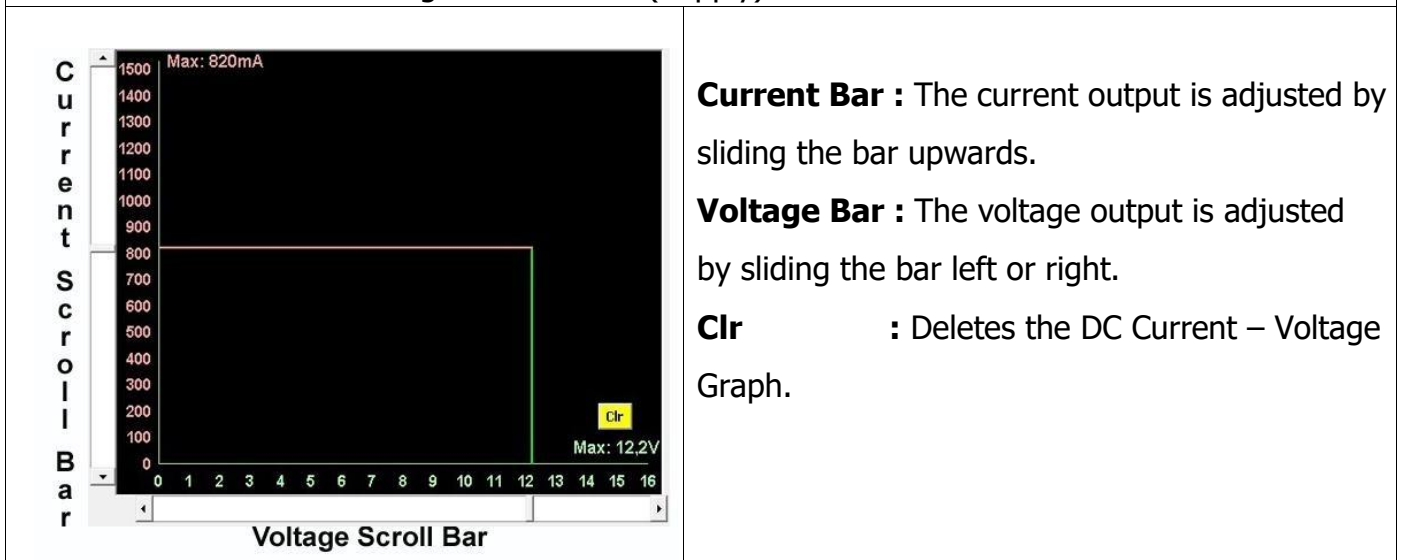 Current Scroll Bar
Max: 820mA
1500
1400
1300
1200
1100
1000
900
800
700
600
500
400
300
200
100
0
Clr
Max: 12,2V
0 1 2 3 4 5 6 7 8 9 10 11 12 13 14 15 16
Voltage Scroll Bar
Current Bar : The current output is adjusted by
sliding the bar upwards.
Voltage Bar : The voltage output is adjusted
by sliding the bar left or right.
Clr : Deletes the DC Current – Voltage
Graph.